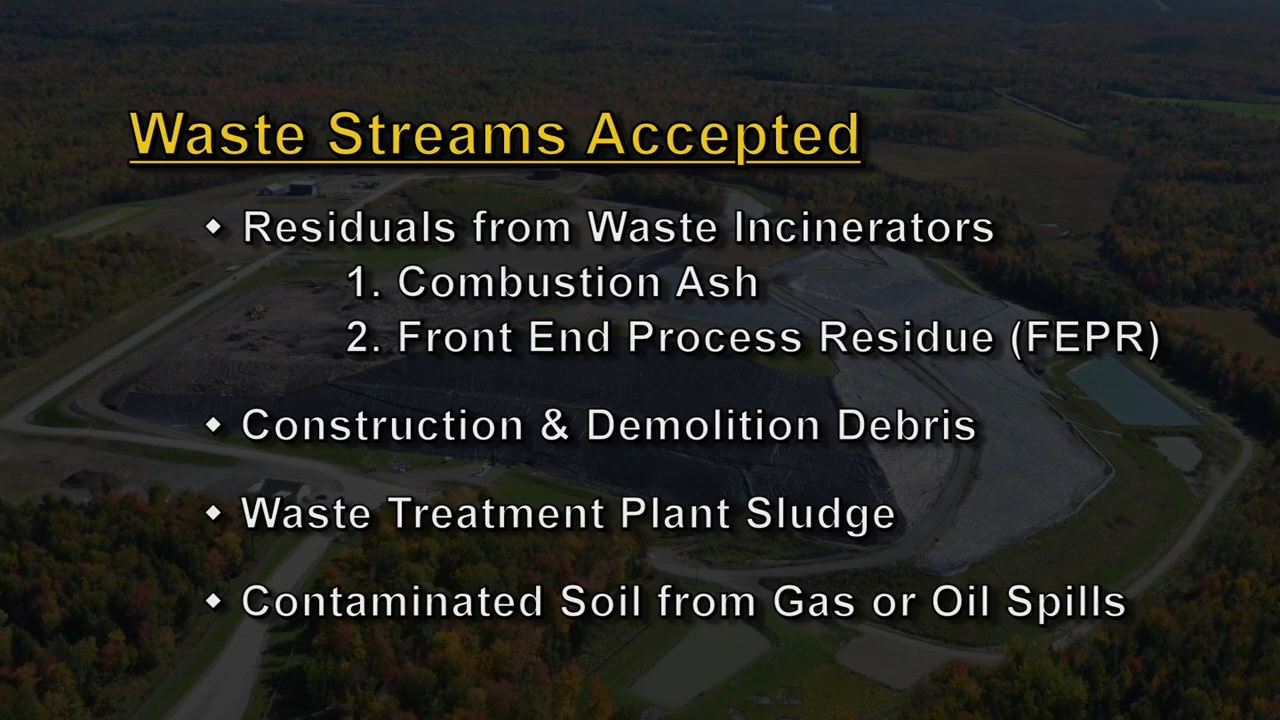 Waste Streams Accepted
◆ Residuals from Waste Incinerators
1. Combustion Ash
2. Front End Process Residue (FEPR)
◆ Construction & Demolition Debris
◆ Waste Treatment Plant Sludge
◆ Contaminated Soil from Gas or Oil Spills